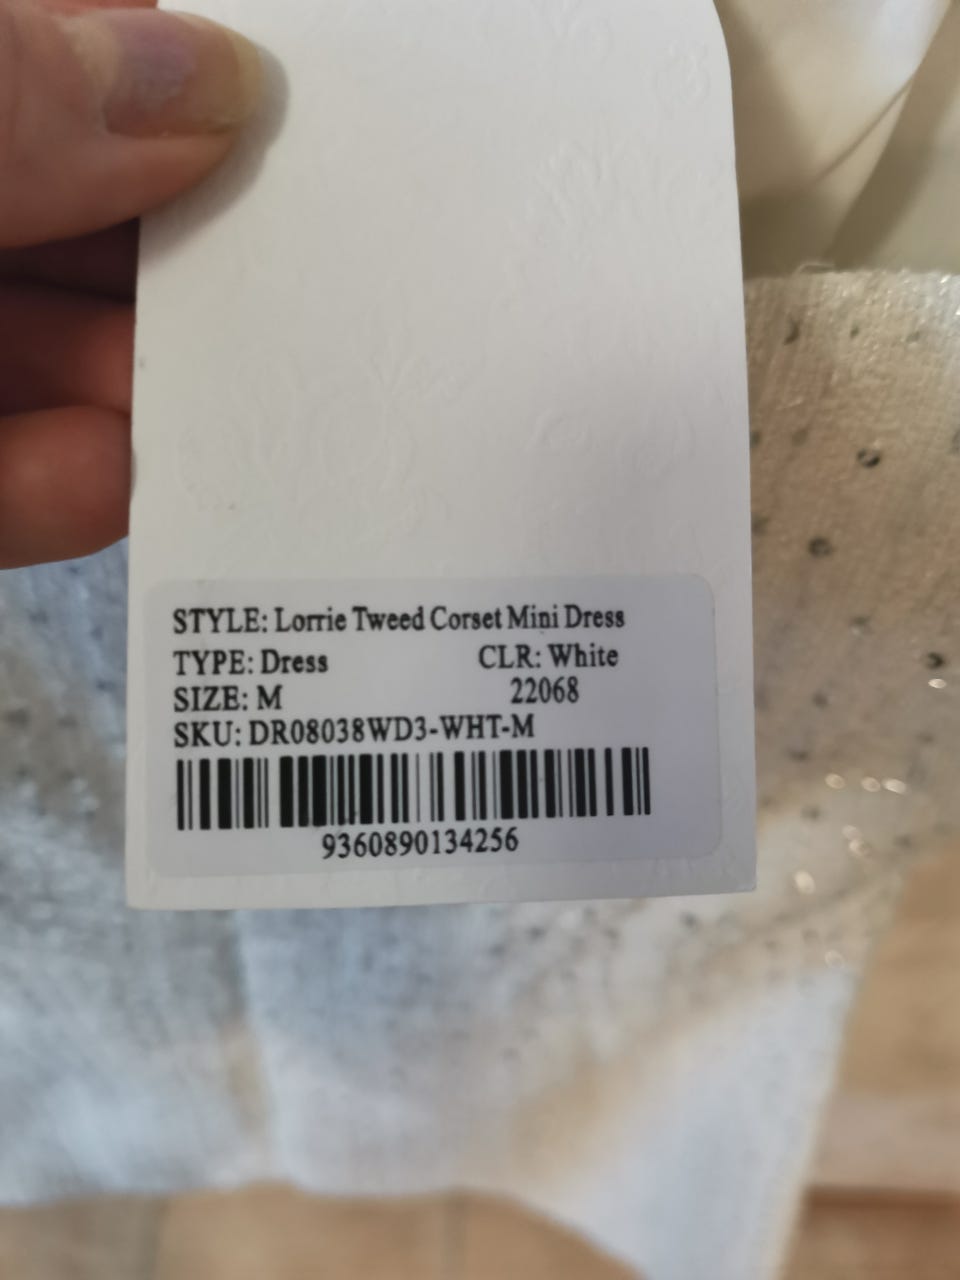 STYLE: Lorrie Tweed Corset Mini Dress
TYPE: Dress CLR: White
SIZE: M 22068
SKU: DR08038WD3-WHT-M
9360890134256